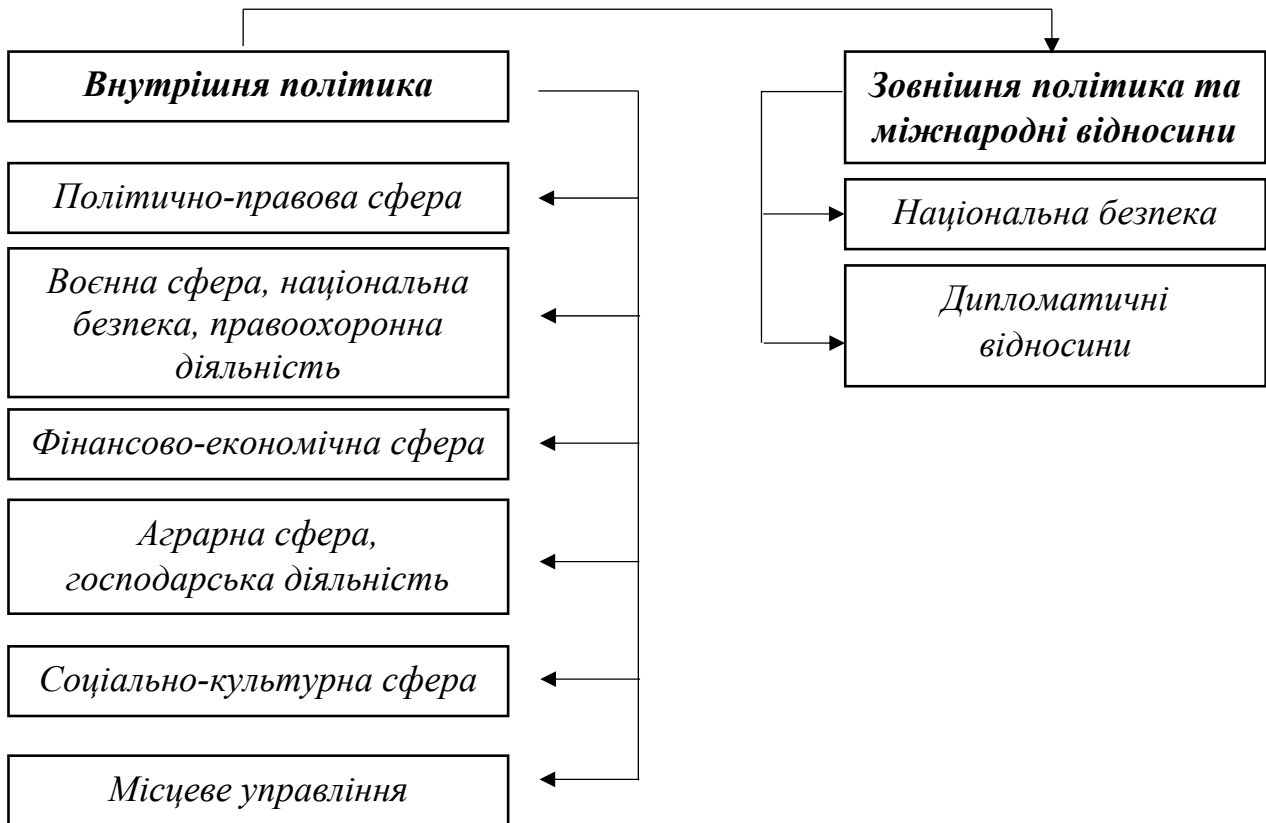 Внутрішня політика
Політично-правова сфера
Воєнна сфера, національна
безпека, правоохоронна
діяльність
Фінансово-економічна сфера
Аграрна сфера,
господарська діяльність
Соціально-культурна сфера
Місцеве управління
Зовнішня політика та
міжнародні відносини
Національна безпека
Дипломатичні
відносини